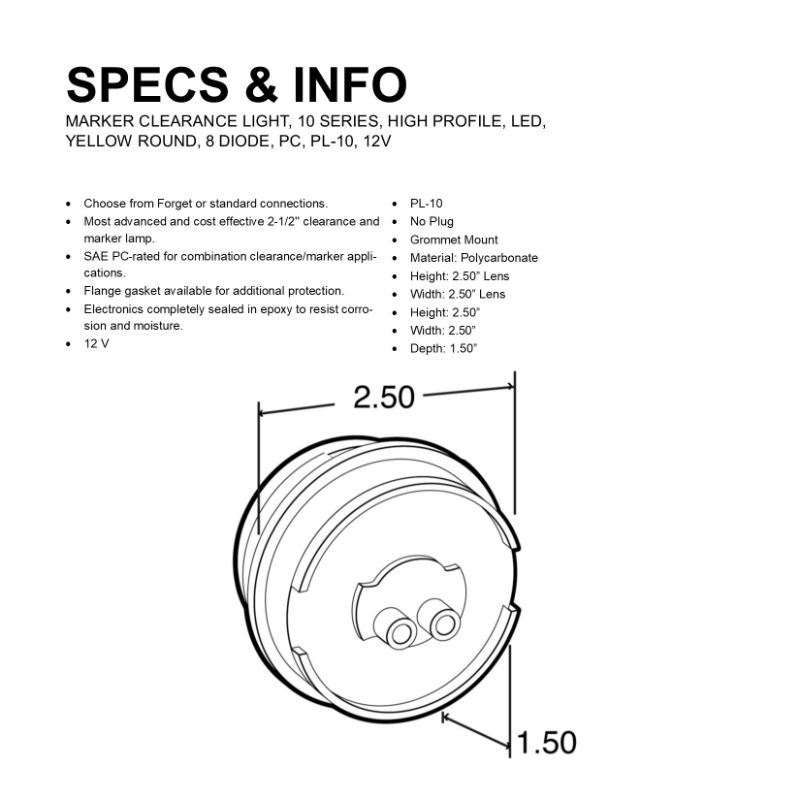 SPECS & INFO
MARKER CLEARANCE LIGHT, 10 SERIES, HIGH PROFILE, LED,
YELLOW ROUND, 8 DIODE, PC, PL-10, 12V
• Choose from Forget or standard connections.
• Most advanced and cost effective 2-1/2" clearance and
marker lamp.
• SAE PC-rated for combination clearance/marker appli-
cations.
• Flange gasket available for additional protection.
• Electronics completely sealed in epoxy to resist corro-
sion and moisture.
• 12 V
• PL-10
• No Plug
• Grommet Mount
• Material: Polycarbonate
• Height: 2.50” Lens
• Width: 2.50” Lens
• Height: 2.50”
• Width: 2.50”
• Depth: 1.50”
2.50
1.50